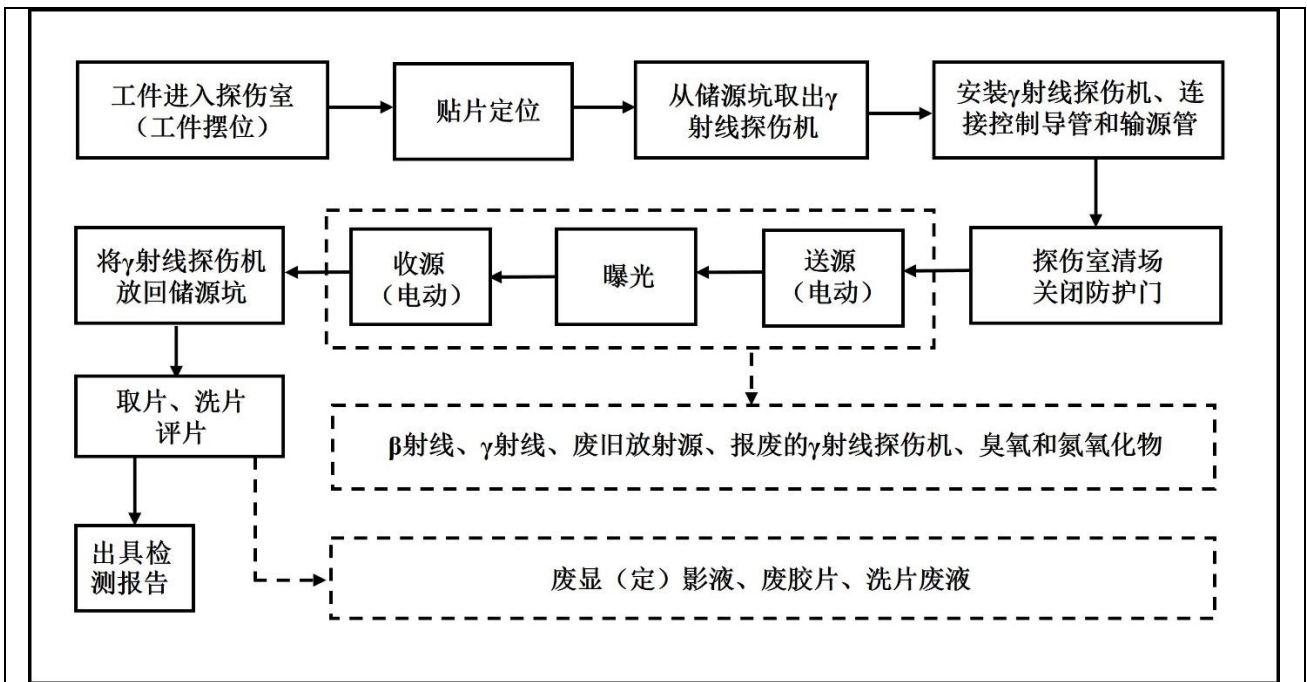 工件进入探伤室
（工件摆位）
贴片定位
从储源坑取出γ
射线探伤机
安装γ射线探伤机、连
接控制导管和输源管
探伤室清场
关闭防护门
送源
（电动）
曝光
收源
（电动）
将γ射线探伤机
放回储源坑
取片、洗片
评片
β射线、γ射线、废旧放射源、报废的γ射线探伤机、臭氧和氮氧化物
出具检
测报告
废显（定）影液、废胶片、洗片废液